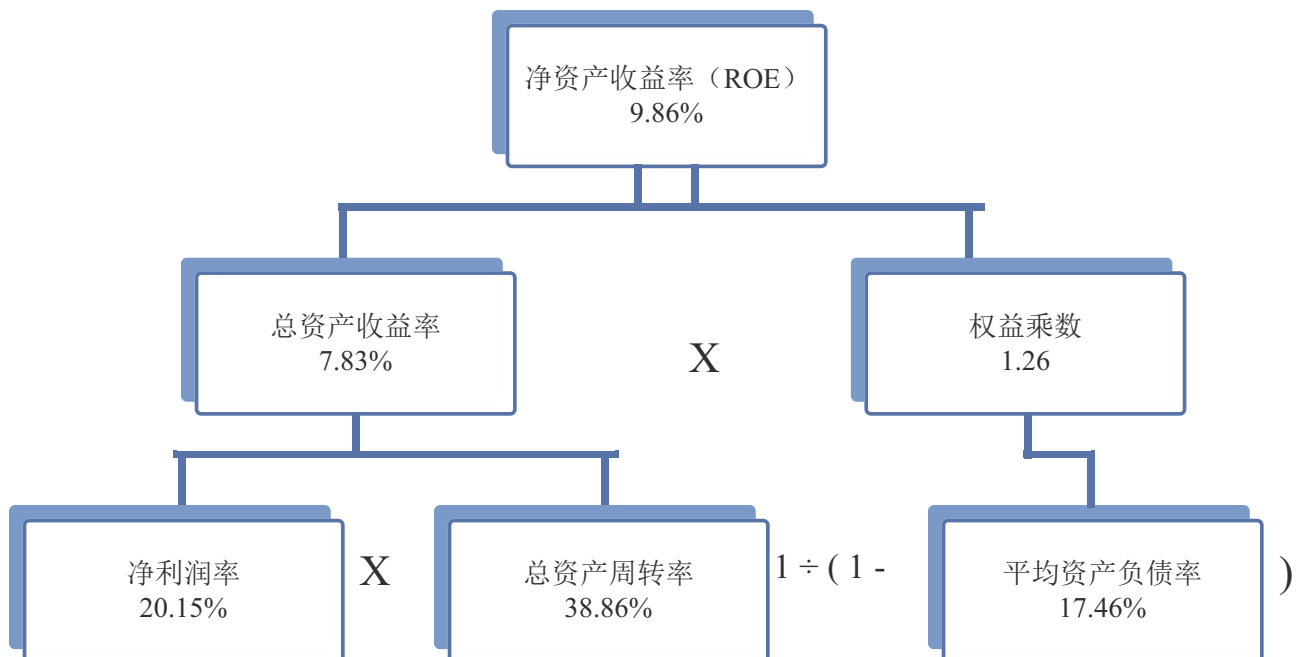 净资产收益率（ROE）
9.86%
总资产收益率
7.83%
X
权益乘数
1.26
净利润率
20.15%
X
总资产周转率
38.86%
1 ÷ ( 1 -
平均资产负债率
17.46%
)